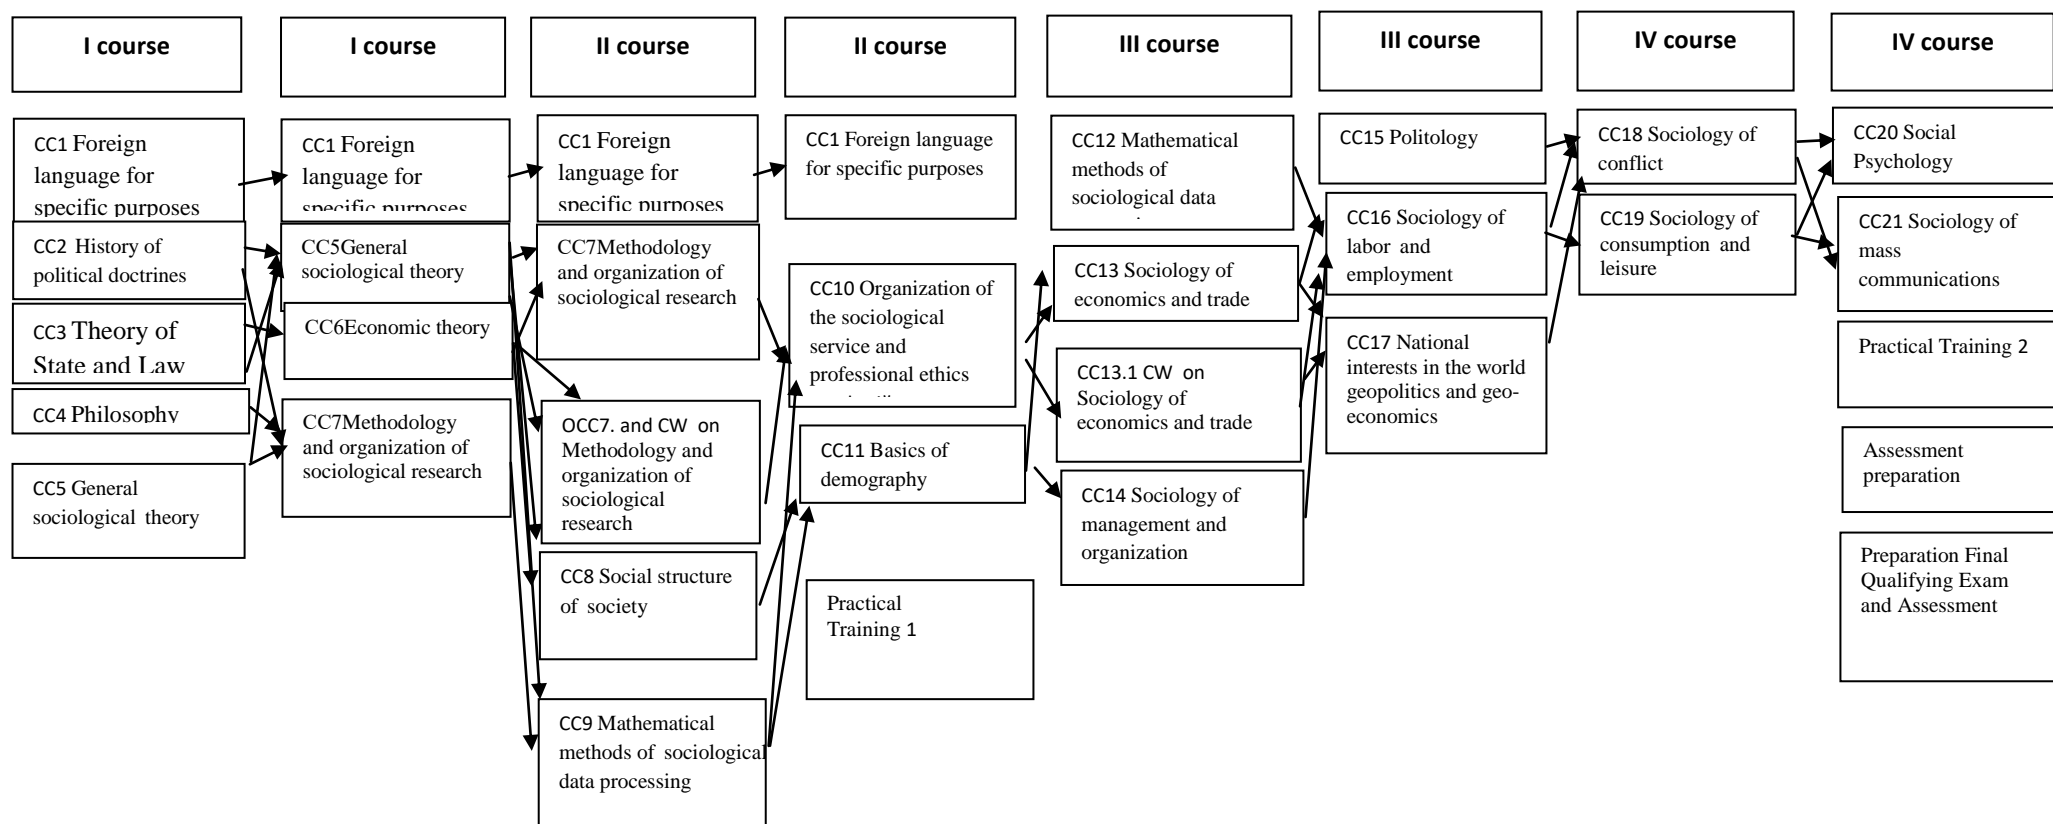 I course
I course
II course
II course
III course
III course
IV course
IV course
CC1 Foreign
language for
specific purposes
CC2 History of
political doctrines
CC3 Theory of
State and Law
CC4 Philosophy
CC5 General
sociological theory
CC1 Foreign
language for
specific purposes
CC5General
sociological theory
CC6Economic theory
CC7Methodology
and organization of
sociological research
CC1 Foreign
language for
specific purposes
CC7Methodology
and organization of
sociological research
OCC7. and CW on
Methodology and
organization of
sociological
research
CC8 Social structure
of society
CC9 Mathematical
methods of sociological
data processing
CC1 Foreign language
for specific purposes
CC10 Organization of
the sociological
service and
professional ethics
CC11 Basics of
demography
Practical
Training 1
CC12 Mathematical
methods of
sociological data
CC13 Sociology of
economics and trade
CC13.1 CW on
Sociology of
economics and trade
CC14 Sociology of
management and
organization
CC15 Politology
CC16 Sociology of
labor and
employment
CC17 National
interests in the world
geopolitics and geo-
economics
CC18 Sociology of
conflict
CC19 Sociology of
consumption and
leisure
CC20 Social
Psychology
CC21 Sociology of
mass
communications
Practical Training 2
Assessment
preparation
Preparation Final
Qualifying Exam
and Assessment